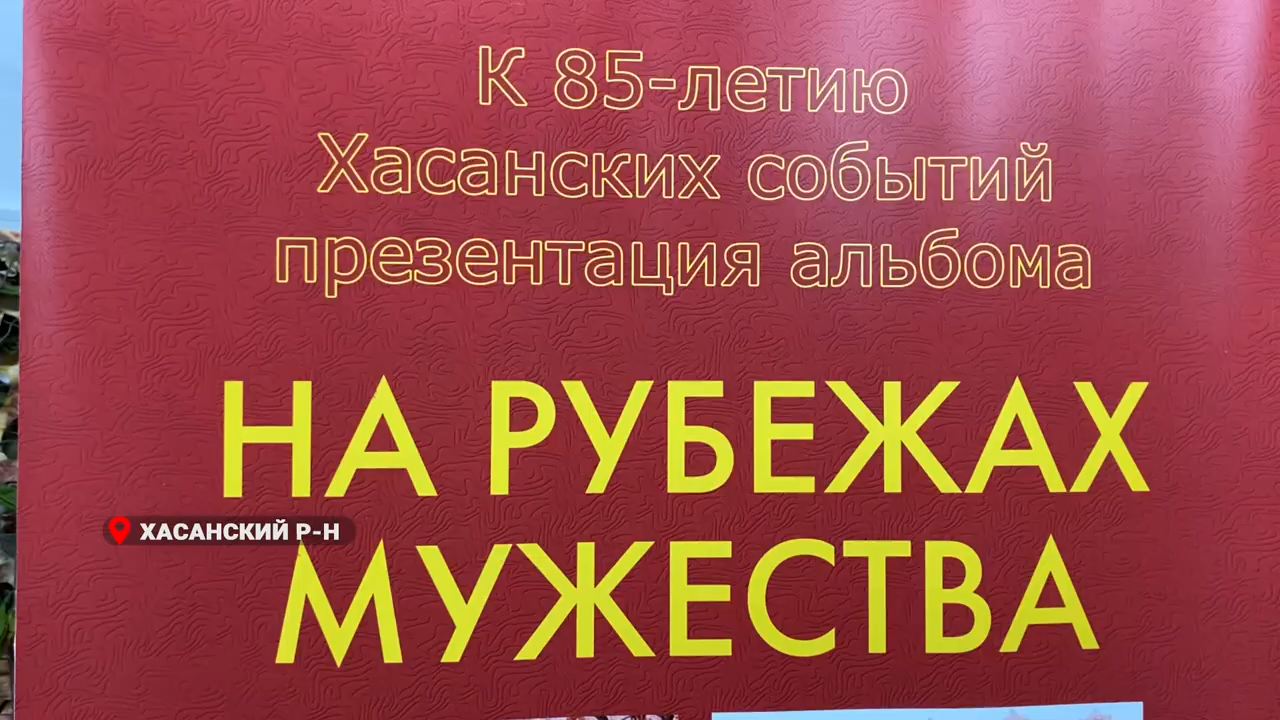 К 85-летию
Хасанских событий
презентация альбома
НА РУБЕЖАХ
ХАСАНСКИЙ Р-Н
МУЖЕСТВА